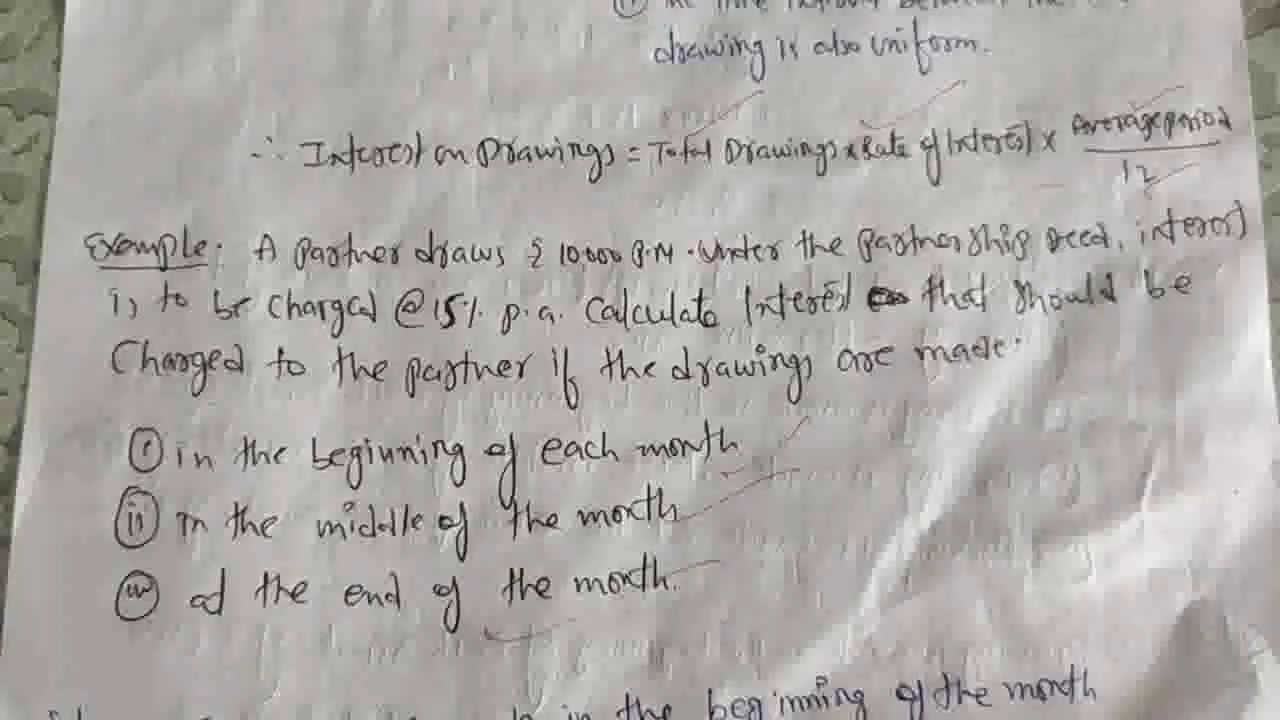 drawing is also uniform.
∴ Interest on Drawings = Total Drawings × Rate of Interest × Average period / 12
Example: A partner draws ₹ 10,000 P.M. Under the partnership Deed, interest
is to be charged @ 15% p.a. Calculate Interest that should be
Charged to the partner if the drawings are made:
(i) in the beginning of each month
(ii) In the middle of the month
(iii) at the end of the month.
in the beginning of the month